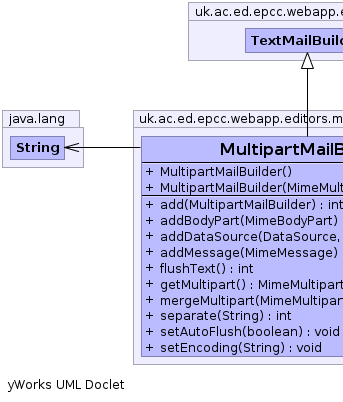 uk.ac.ed.epcc.webapp.e
TextMailBuild
java.lang
String
uk.ac.ed.epcc.webapp.editors.m
MultipartMailB
+ MultipartMailBuilder()
+ MultipartMailBuilder(MimeMult
+ add(MultipartMailBuilder) : int
+ addBodyPart(MimeBodyPart)
+ addDataSource(DataSource,
+ addMessage(MimeMessage)
+ flushText() : int
+ getMultipart() : MimeMultipar
+ mergeMultipart(MimeMultipar
+ separate(String) : int
+ setAutoFlush(boolean) : void
+ setEncoding(String) : void
yWorks UML Doclet